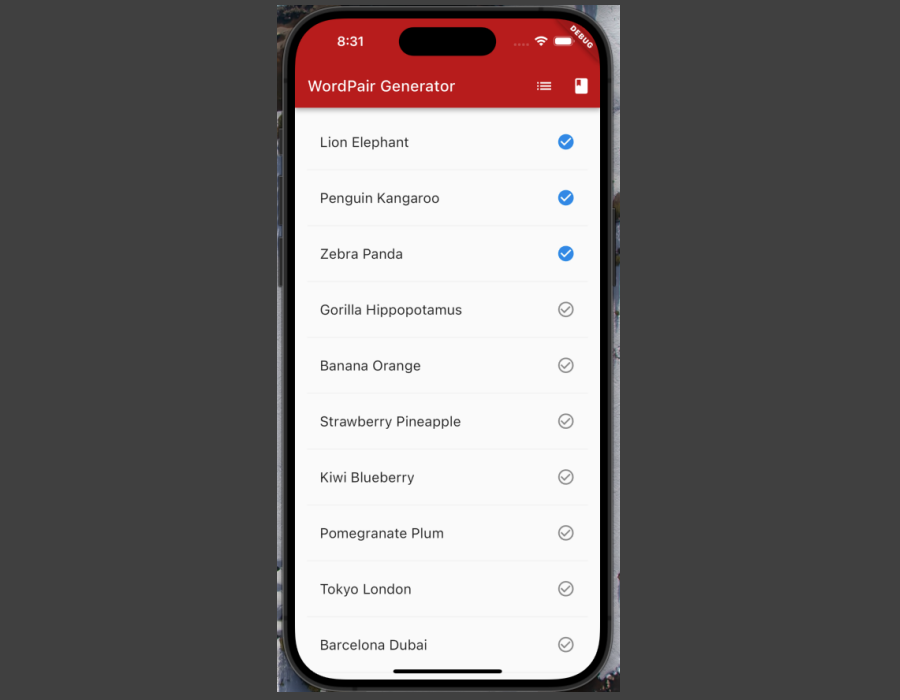 8:31
DEBUG
WordPair Generator
Lion Elephant
Penguin Kangaroo
Zebra Panda
Gorilla Hippopotamus
Banana Orange
Strawberry Pineapple
Kiwi Blueberry
Pomegranate Plum
Tokyo London
Barcelona Dubai